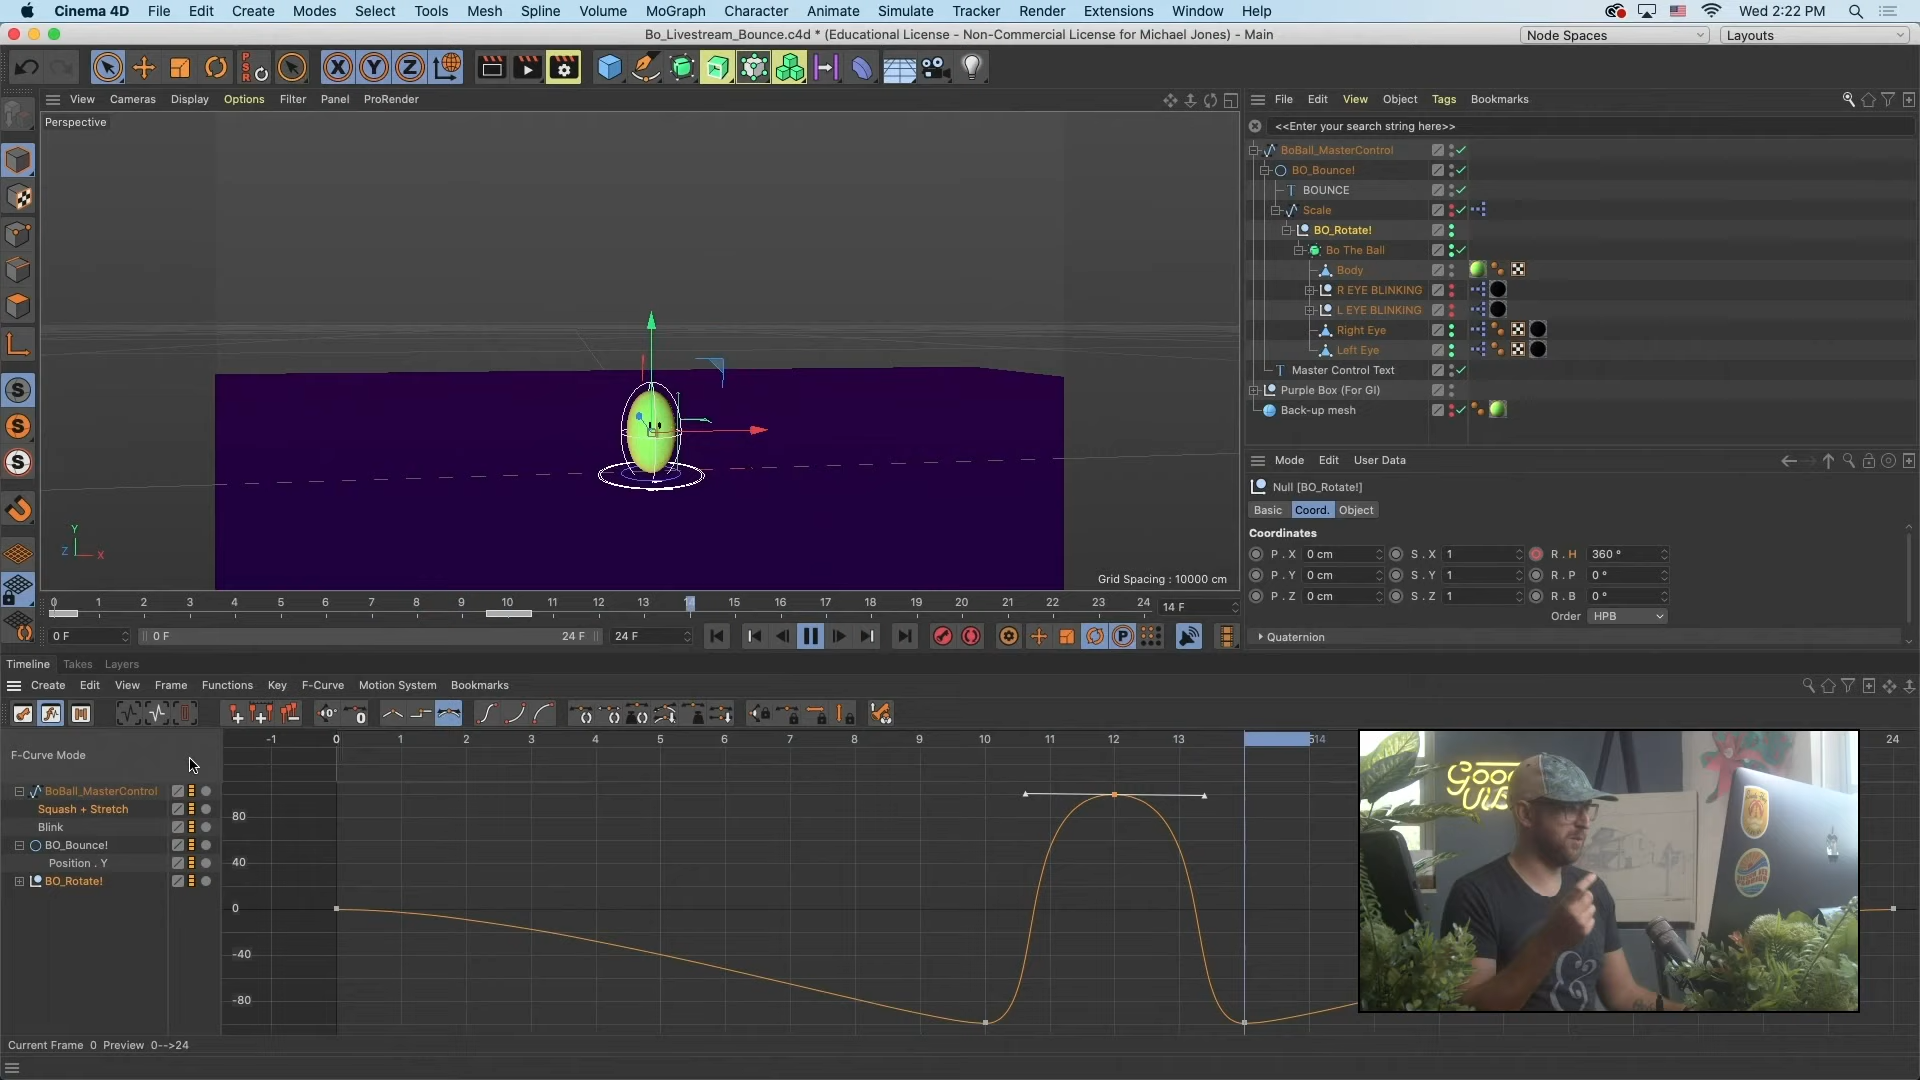 Cinema 4D File Edit Create Modes Select Tools Mesh Spline Volume MoGraph Character Animate Simulate Tracker Render Extensions Window Help Wed 2:22 PM
Bo_Livestream_Bounce.c4d * (Educational License - Non-Commercial License for Michael Jones) - Main
Node Spaces Layouts
PSR X Y Z
View Cameras Display Options Filter Panel ProRender
File Edit View Object Tags Bookmarks
Perspective
<<Enter your search string here>>
BoBall_MasterControl
BO_Bounce!
BOUNCE
Scale
BO_Rotate!
Bo The Ball
Body
R EYE BLINKING
L EYE BLINKING
Right Eye
Left Eye
Master Control Text
Purple Box (For GI)
Back-up mesh
Mode Edit User Data
Null [BO_Rotate!]
Basic Coord. Object
Coordinates
P . X 0 cm S . X 1 R . H 360 °
P . Y 0 cm S . Y 1 R . P 0 °
P . Z 0 cm S . Z 1 R . B 0 °
Order HPB
Quaternion
Y
Z X
Grid Spacing : 10000 cm
0 1 2 3 4 5 6 7 8 9 10 11 12 13 14 15 16 17 18 19 20 21 22 23 24 14 F
0 F 0 F 24 F 24 F
Timeline Takes Layers
Create Edit View Frame Functions Key F-Curve Motion System Bookmarks
F-Curve Mode
-1 0 1 2 3 4 5 6 7 8 9 10 11 12 13 514 24
BoBall_MasterControl
Squash + Stretch
Blink
BO_Bounce!
Position . Y
BO_Rotate!
80
40
0
-40
-80
Good
Vib
&
Current Frame 0 Preview 0-->24